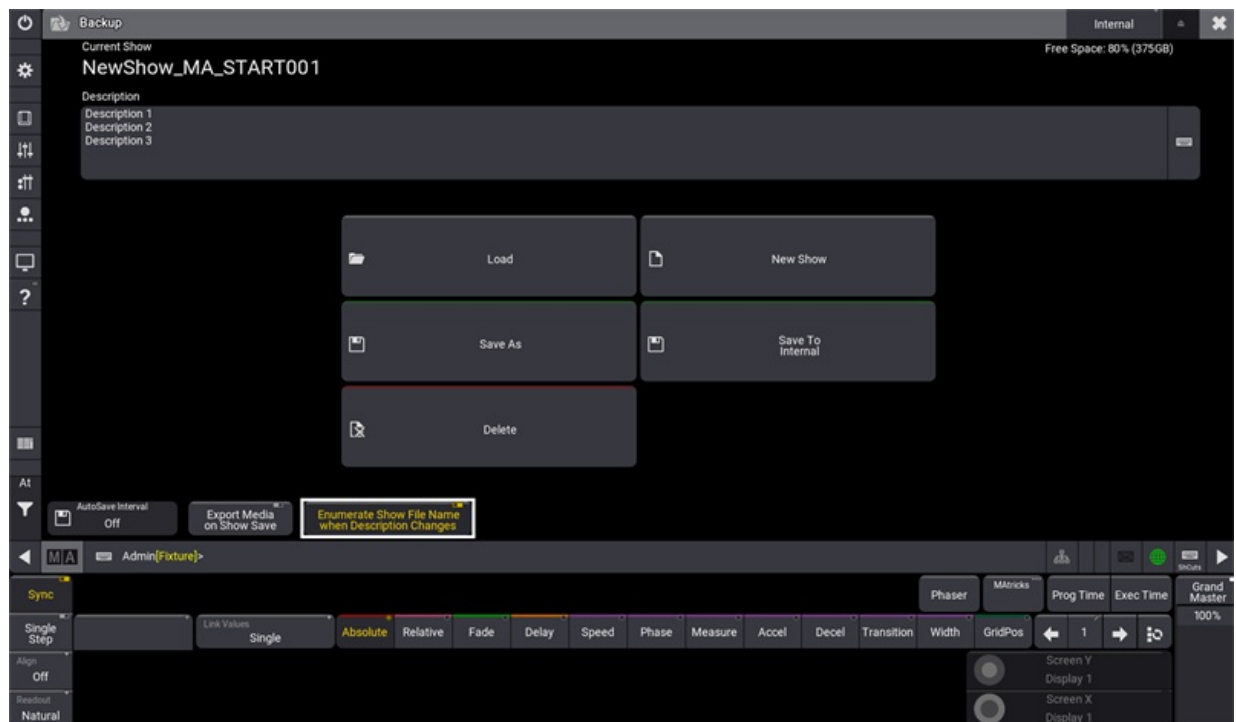 Backup
Internal
Current Show
Free Space: 80% (375GB)
NewShow_MA_START001
Description
Description 1
Description 2
Description 3
Load
New Show
Save As
Save To
Internal
Delete
?
At
AutoSave Interval
Off
Export Media
on Show Save
Enumerate Show File Name
when Description Changes
MA
Admin[Fixture]>
ShCuts
Sync
Phaser
MAtricks
Prog Time
Exec Time
Grand
Master
100%
Single
Step
Link Values
Single
Absolute
Relative
Fade
Delay
Speed
Phase
Measure
Accel
Decel
Transition
Width
GridPos
1
Align
Off
Screen Y
Display 1
Readout
Natural
Screen X
Display 1